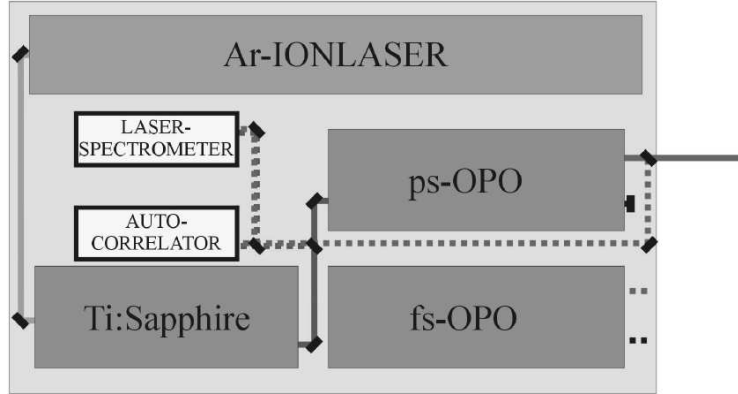 Ar-IONLASER
LASER-
SPECTROMETER
ps-OPO
AUTO-
CORRELATOR
Ti:Sapphire
fs-OPO